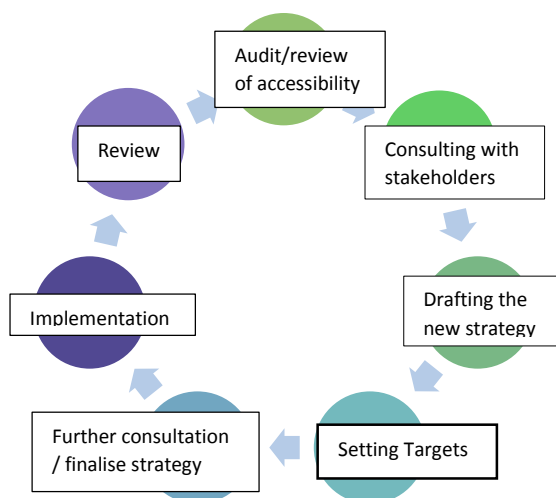 Audit/review
of accessibility
Consulting with
stakeholders
Drafting the
new strategy
Setting Targets
Further consultation
/ finalise strategy
Implementation
Review